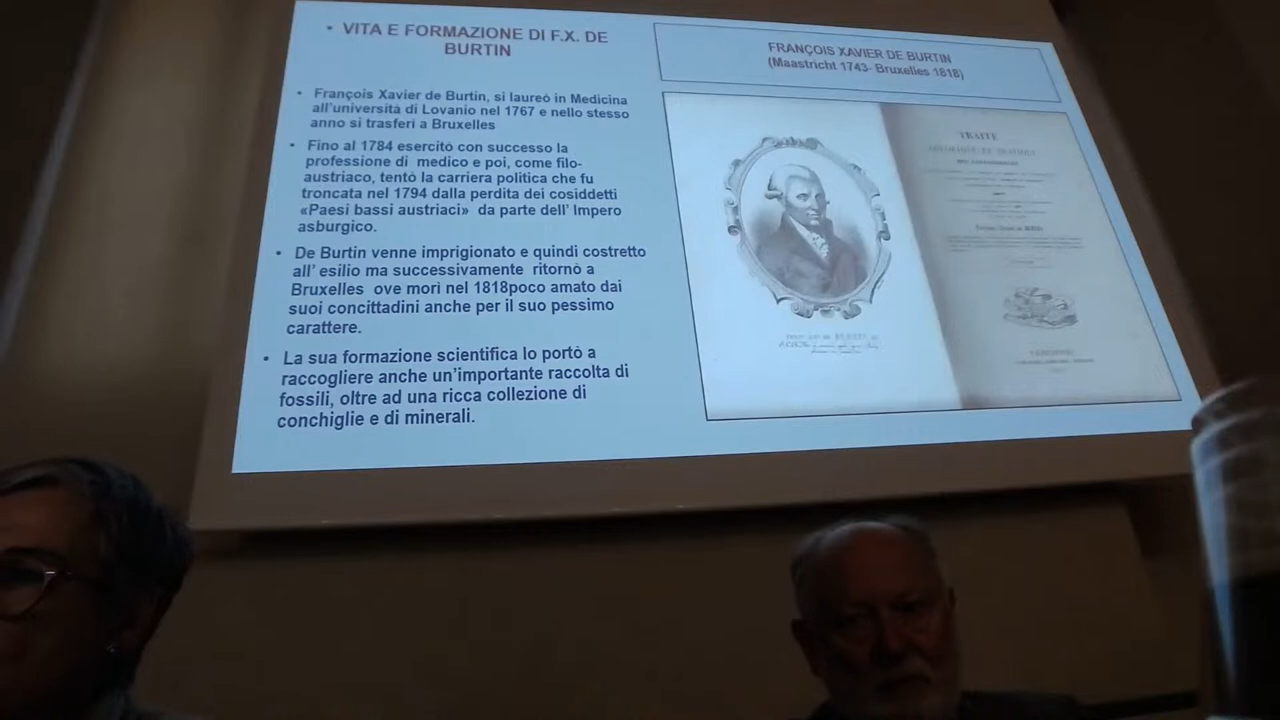 • VITA E FORMAZIONE DI F.X. DE
BURTIN
• François Xavier de Burtin, si laureò in Medicina
all'università di Lovanio nel 1767 e nello stesso
anno si trasferì a Bruxelles
• Fino al 1784 esercitò con successo la
professione di medico e poi, come filo-
austriaco, tentò la carriera politica che fu
troncata nel 1794 dalla perdita dei cosiddetti
«Paesi bassi austriaci» da parte dell' Impero
asburgico.
• De Burtin venne imprigionato e quindi costretto
all' esilio ma successivamente ritornò a
Bruxelles ove morì nel 1818poco amato dai
suoi concittadini anche per il suo pessimo
carattere.
• La sua formazione scientifica lo portò a
raccogliere anche un'importante raccolta di
fossili, oltre ad una ricca collezione di
conchiglie e di minerali.
FRANÇOIS XAVIER DE BURTIN
(Maastricht 1743- Bruxelles 1818)
TRAITÉ